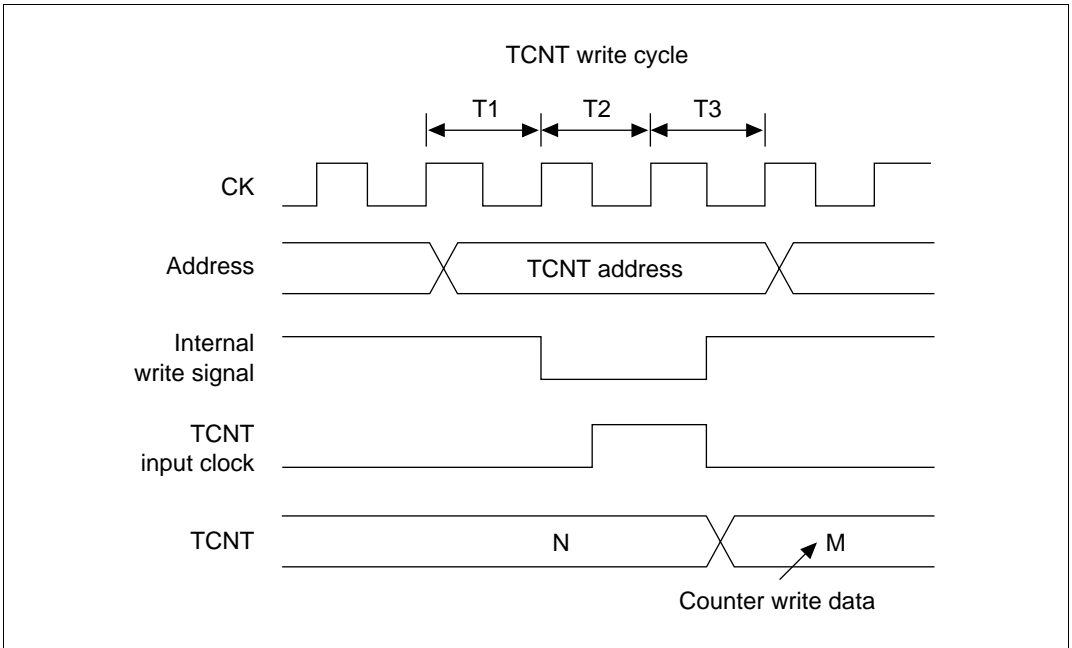 TCNT write cycle
T1 T2 T3
CK
Address
TCNT address
Internal
write signal
TCNT
input clock
TCNT
N
M
Counter write data